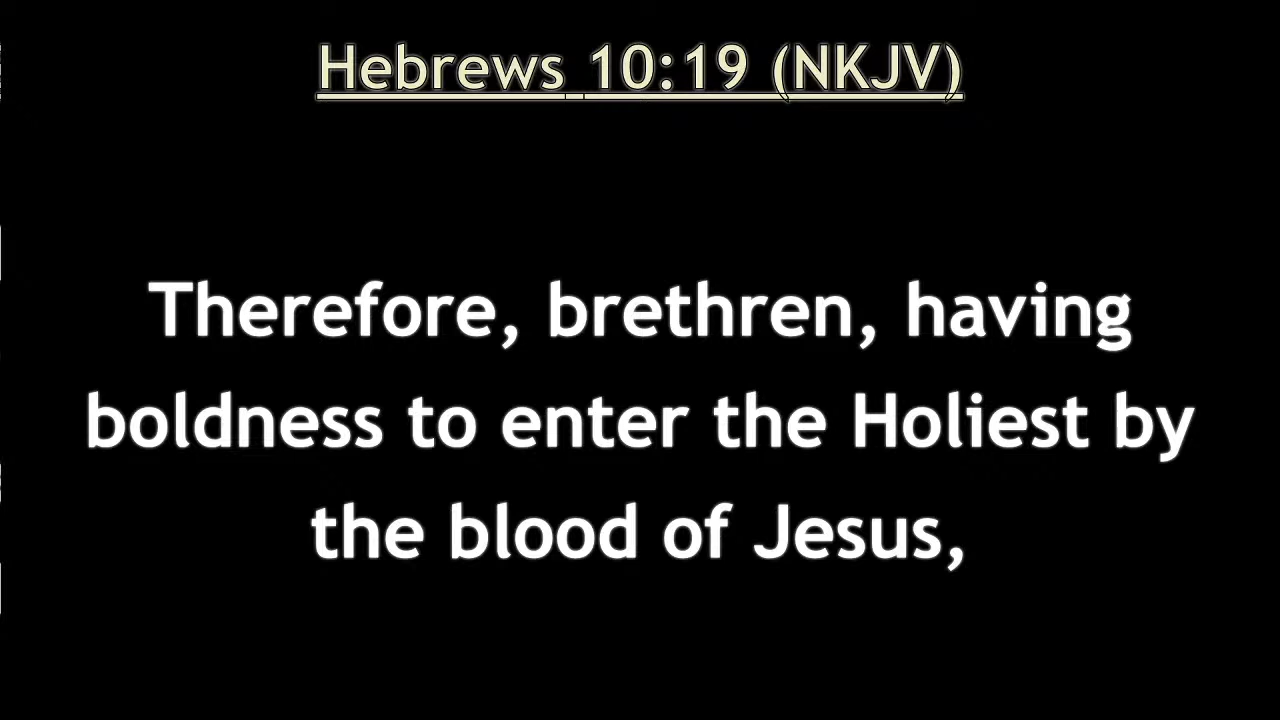 Hebrews 10:19 (NKJV)
Therefore, brethren, having
boldness to enter the Holiest by
the blood of Jesus,